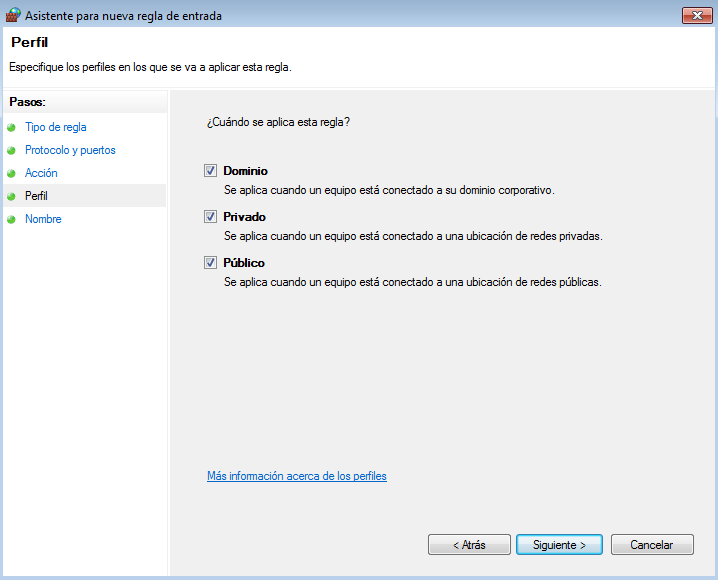 Asistente para nueva regla de entrada
Perfil
Especifique los perfiles en los que se va a aplicar esta regla.
Pasos:
Tipo de regla
Protocolo y puertos
Acción
Perfil
Nombre
¿Cuándo se aplica esta regla?
Dominio
Se aplica cuando un equipo está conectado a su dominio corporativo.
Privado
Se aplica cuando un equipo está conectado a una ubicación de redes privadas.
Público
Se aplica cuando un equipo está conectado a una ubicación de redes públicas.
Más información acerca de los perfiles
< Atrás
Siguiente >
Cancelar